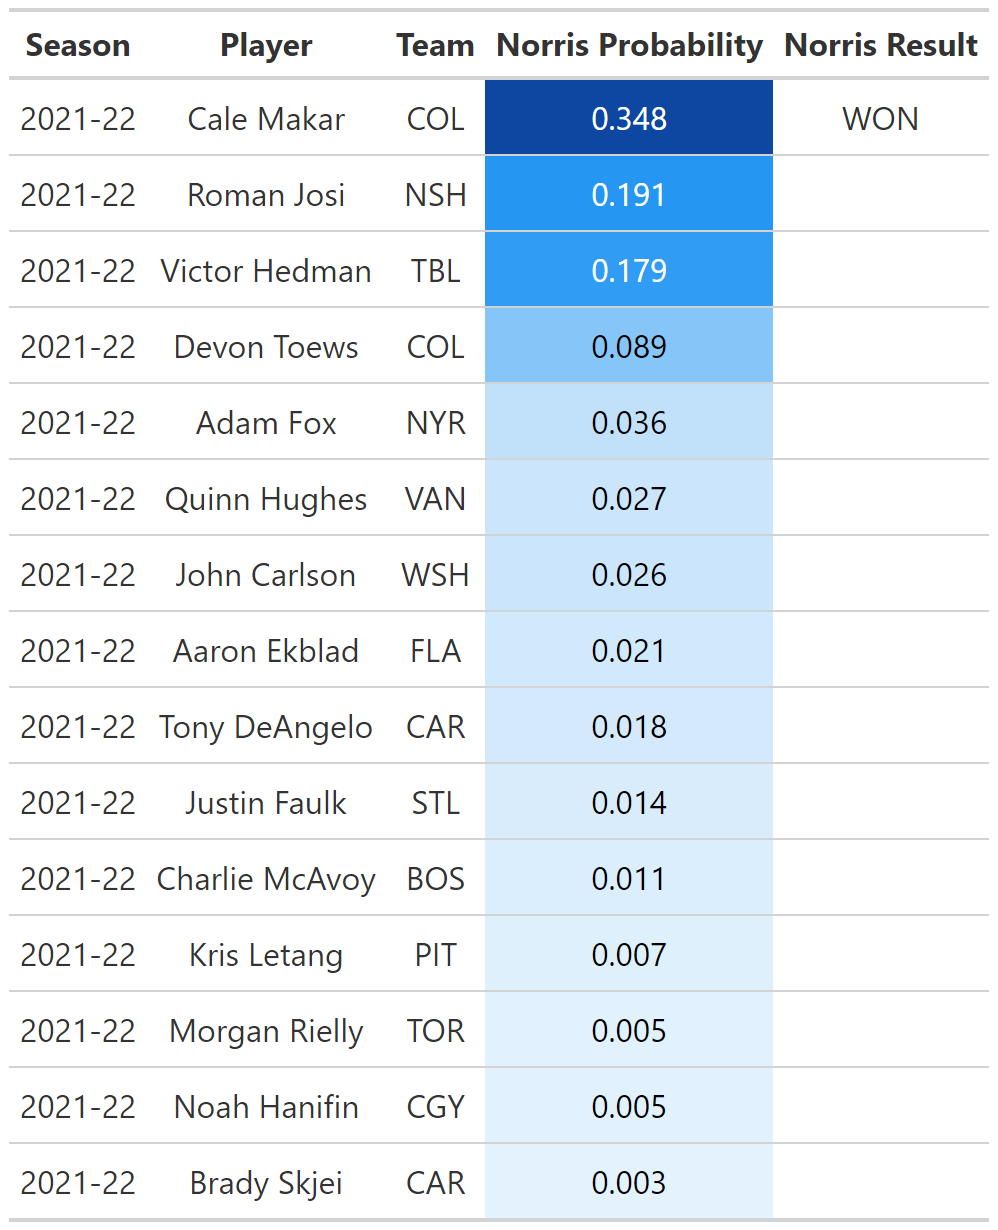 Season Player Team Norris Probability Norris Result
2021-22 Cale Makar COL 0.348 WON
2021-22 Roman Josi NSH 0.191
2021-22 Victor Hedman TBL 0.179
2021-22 Devon Toews COL 0.089
2021-22 Adam Fox NYR 0.036
2021-22 Quinn Hughes VAN 0.027
2021-22 John Carlson WSH 0.026
2021-22 Aaron Ekblad FLA 0.021
2021-22 Tony DeAngelo CAR 0.018
2021-22 Justin Faulk STL 0.014
2021-22 Charlie McAvoy BOS 0.011
2021-22 Kris Letang PIT 0.007
2021-22 Morgan Rielly TOR 0.005
2021-22 Noah Hanifin CGY 0.005
2021-22 Brady Skjei CAR 0.003